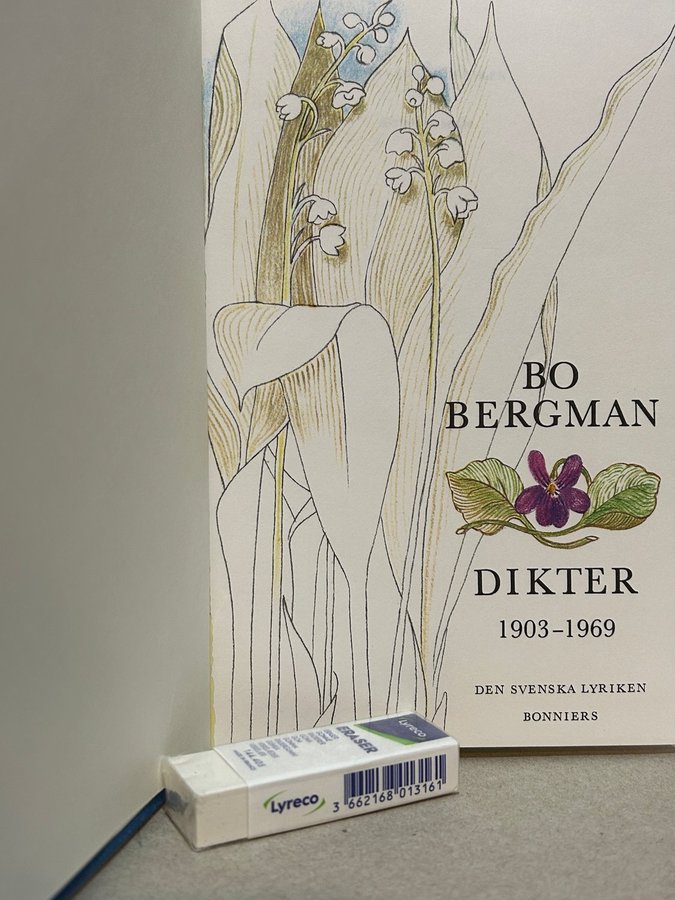 BO
BERGMAN
DIKTER
1903–1969
DEN SVENSKA LYRIKEN
BONNIERS
Lyreco
ERASER
Lyreco
3 662168 013161